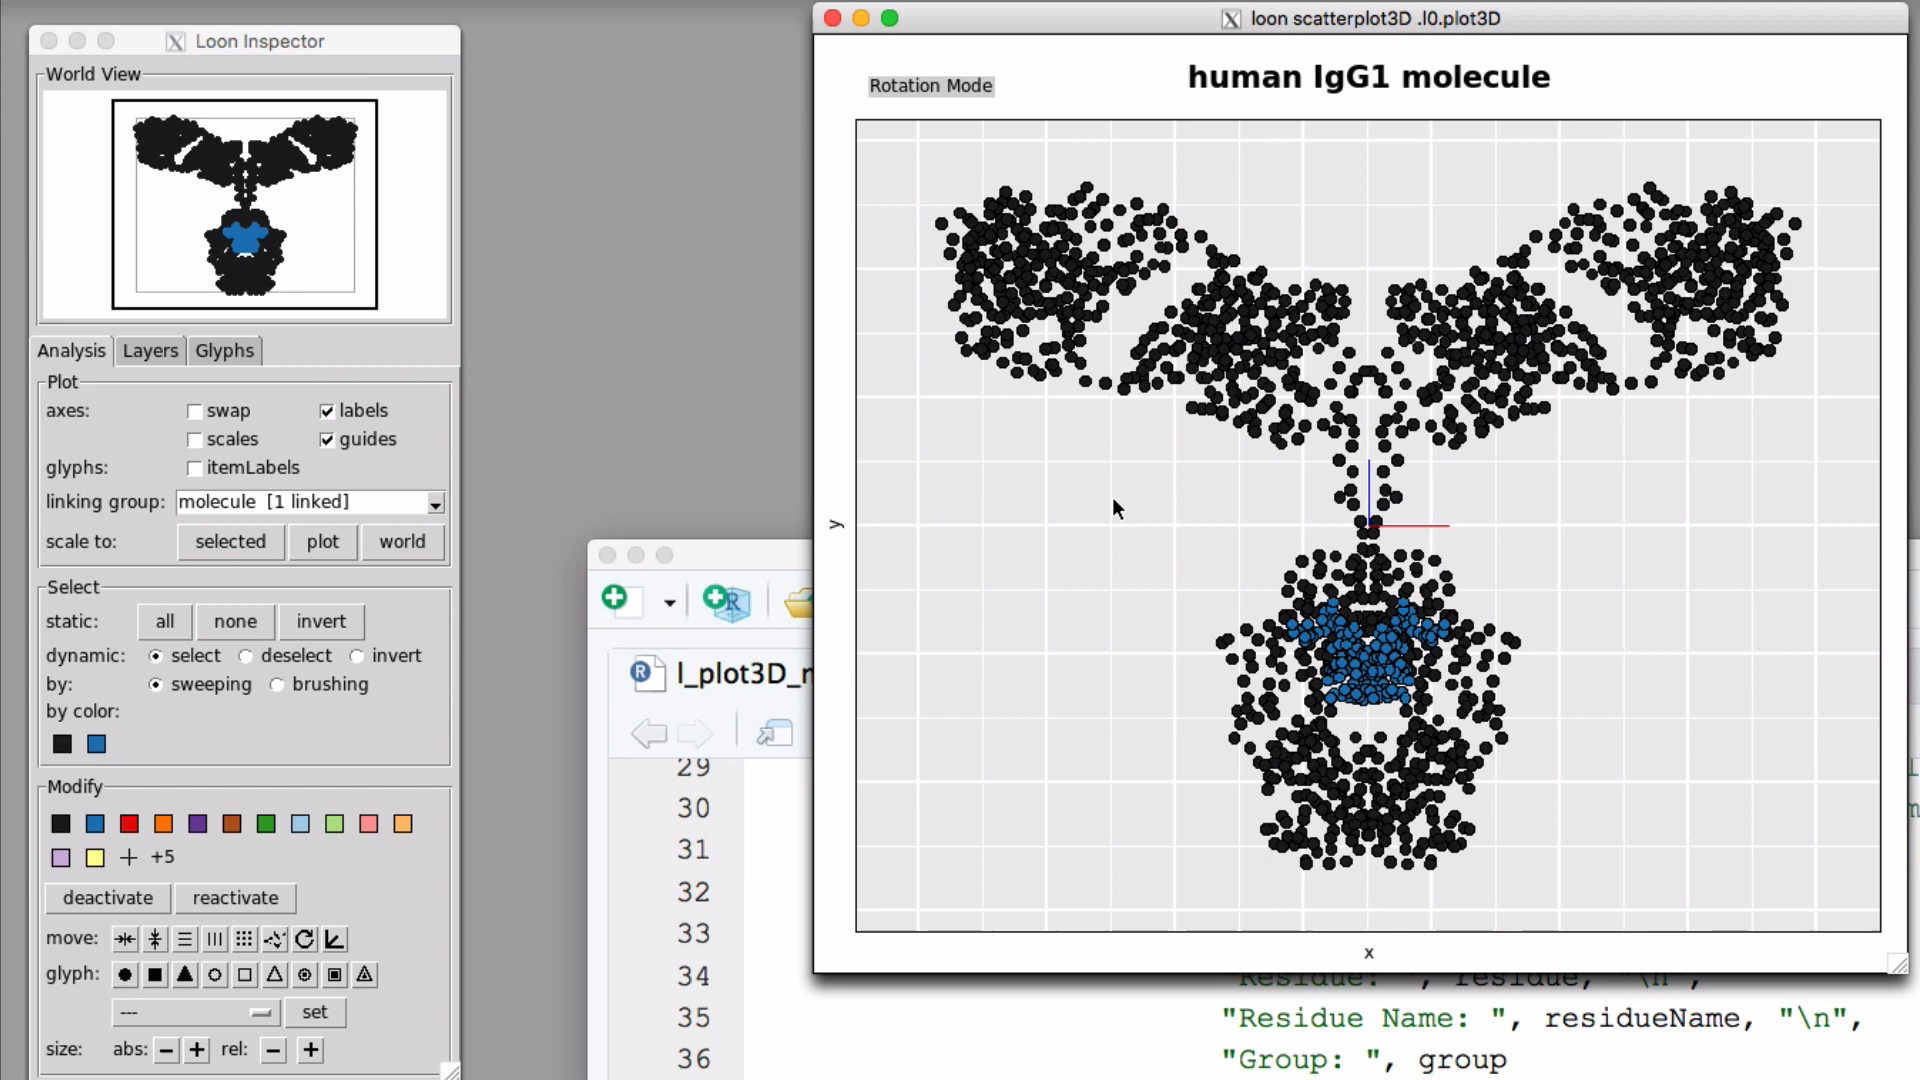 Loon Inspector
World View
Analysis Layers Glyphs
Plot
axes: swap labels
scales guides
glyphs: itemLabels
linking group: molecule [1 linked]
scale to: selected plot world
Select
static: all none invert
dynamic: select deselect invert
by: sweeping brushing
by color:
Modify
+5
deactivate reactivate
move:
glyph:
--- set
size: abs: - + rel: - +
loon scatterplot3D .l0.plot3D
Rotation Mode
human IgG1 molecule
y
x
R
R l_plot3D_
29
30
31
32
33
34 "Residue: ", residue, "\n",
35 "Residue Name: ", residueName, "\n",
36 "Group: ", group